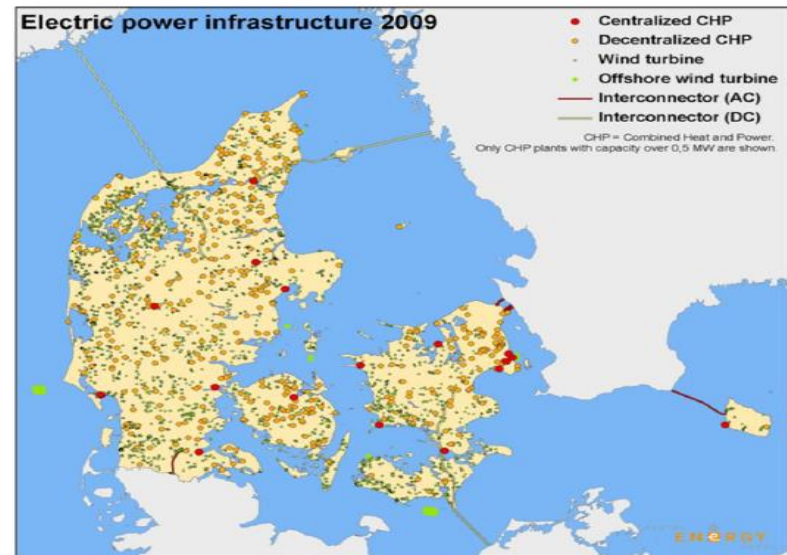 Electric power infrastructure 2009
Centralized CHP
Decentralized CHP
Wind turbine
Offshore wind turbine
Interconnector (AC)
Interconnector (DC)
CHP = Combined Heat and Power.
Only CHP plants with capacity over 0,5 MW are shown.
ENERGY